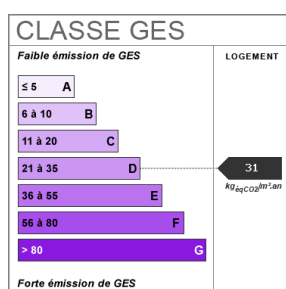 CLASSE GES
Faible émission de GES
LOGEMENT
≤ 5 A
6 à 10 B
11 à 20 C
21 à 35 D
31
kgéqCO2/m².an
36 à 55 E
56 à 80 F
> 80 G
Forte émission de GES